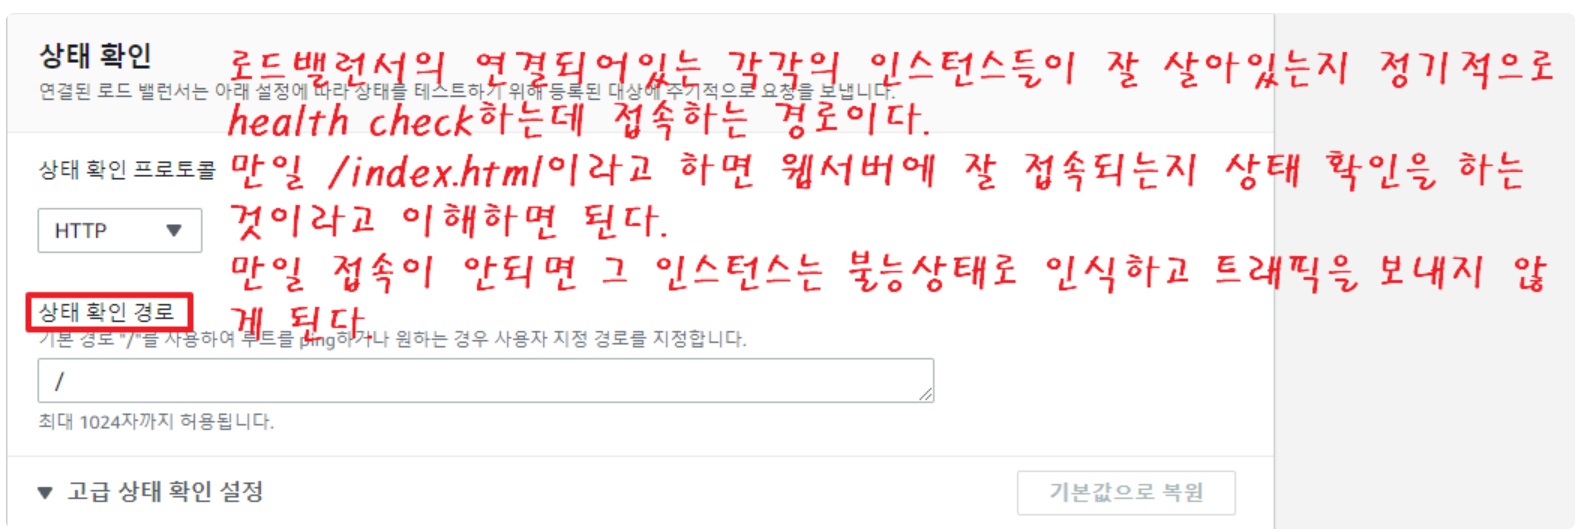 상태 확인
로드밸런서의 연결되어있는 각각의 인스턴스들이 잘 살아있는지 정기적으로
연결된 로드 밸런서는 아래 설정에 따라 상태를 테스트하기 위해 등록된 대상에 주기적으로 요청을 보냅니다.
health check하는데 접속하는 경로이다.
상태 확인 프로토콜
만일 /index.html이라고 하면 웹서버에 잘 접속되는지 상태 확인을 하는
것이라고 이해하면 된다.
HTTP
만일 접속이 안되면 그 인스턴스는 불능상태로 인식하고 트래픽을 보내지 않
상태 확인 경로
게 된다.
기본 경로 "/"를 사용하여 루트를 ping하거나 원하는 경우 사용자 지정 경로를 지정합니다.
/
최대 1024자까지 허용됩니다.
고급 상태 확인 설정
기본값으로 복원